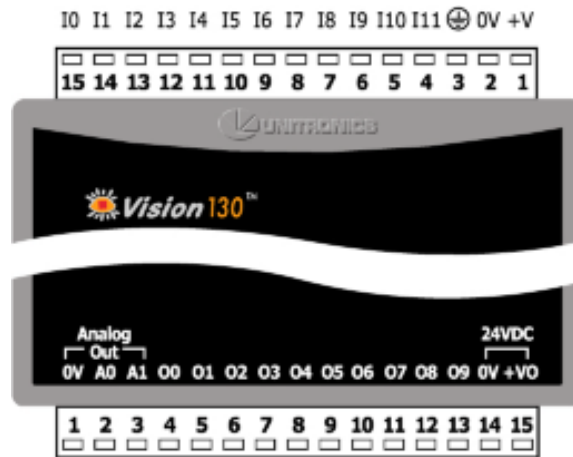 I0 I1 I2 I3 I4 I5 I6 I7 I8 I9 I10 I11 0V +V
15 14 13 12 11 10 9 8 7 6 5 4 3 2 1
UNITRONICS
Vision 130™
Analog 24VDC
Out
0V A0 A1 O0 O1 O2 O3 O4 O5 O6 O7 O8 O9 0V +VO
1 2 3 4 5 6 7 8 9 10 11 12 13 14 15